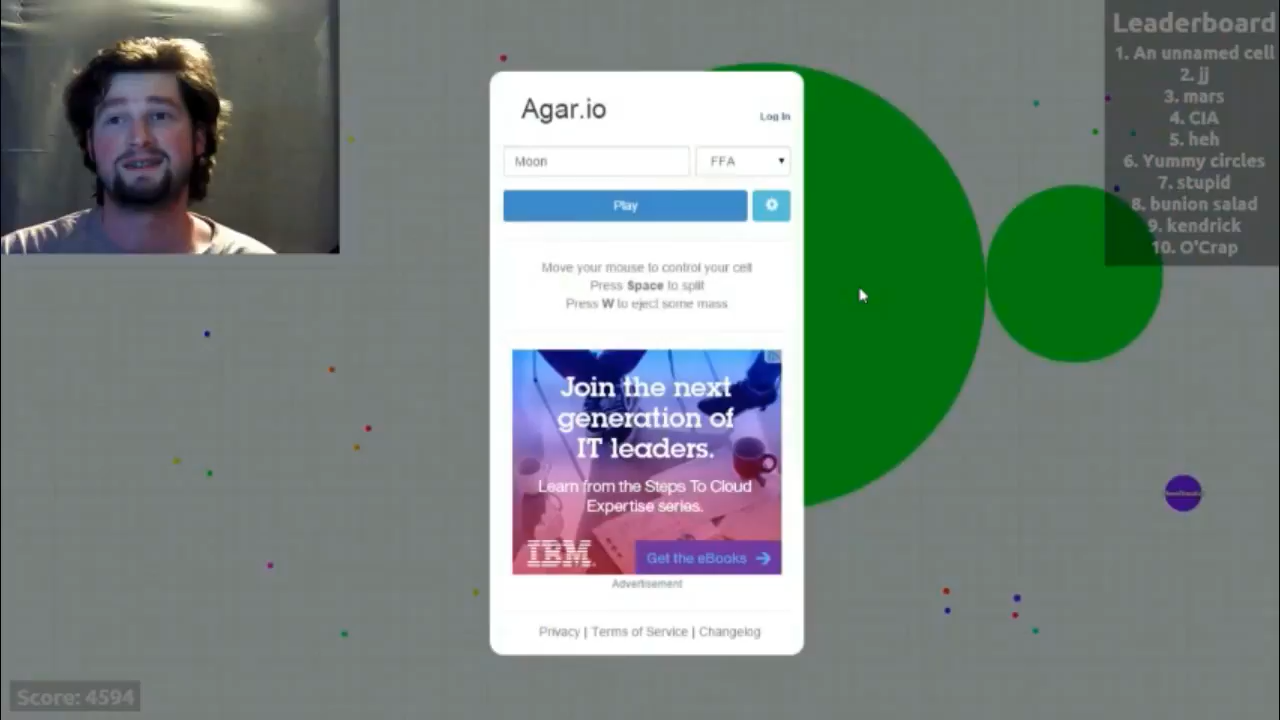 Agar.io
Log In
Moon
FFA
Play
Move your mouse to control your cell
Press Space to split
Press W to eject some mass
Join the next
generation of
IT leaders.
Learn from the Steps To Cloud
Expertise series.
IBM
Get the eBooks
Advertisement
Privacy | Terms of Service | Changelog
Leaderboard
1. An unnamed cell
2. jj
3. mars
4. CIA
5. heh
6. Yummy circles
7. stupid
8. bunion salad
9. kendrick
10. O'Crap
Score: 4594